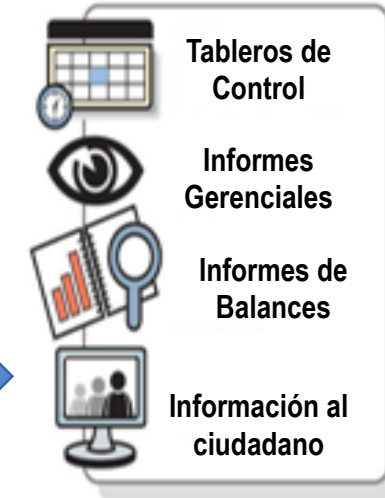 Tableros de
Control
Informes
Gerenciales
Informes de
Balances
Información al
ciudadano